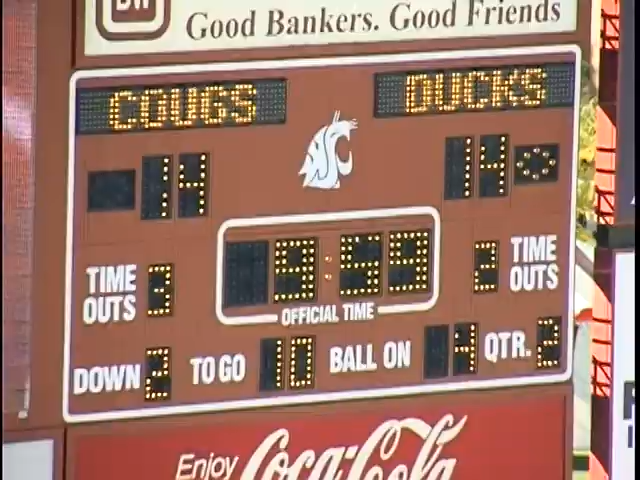 BW
Good Bankers. Good Friends
COUGS DUCKS
14 14
9:59
TIME OUTS 3
2 TIME OUTS
OFFICIAL TIME
DOWN 2 TO GO 10 BALL ON 4 QTR. 2
Enjoy Coca-Cola